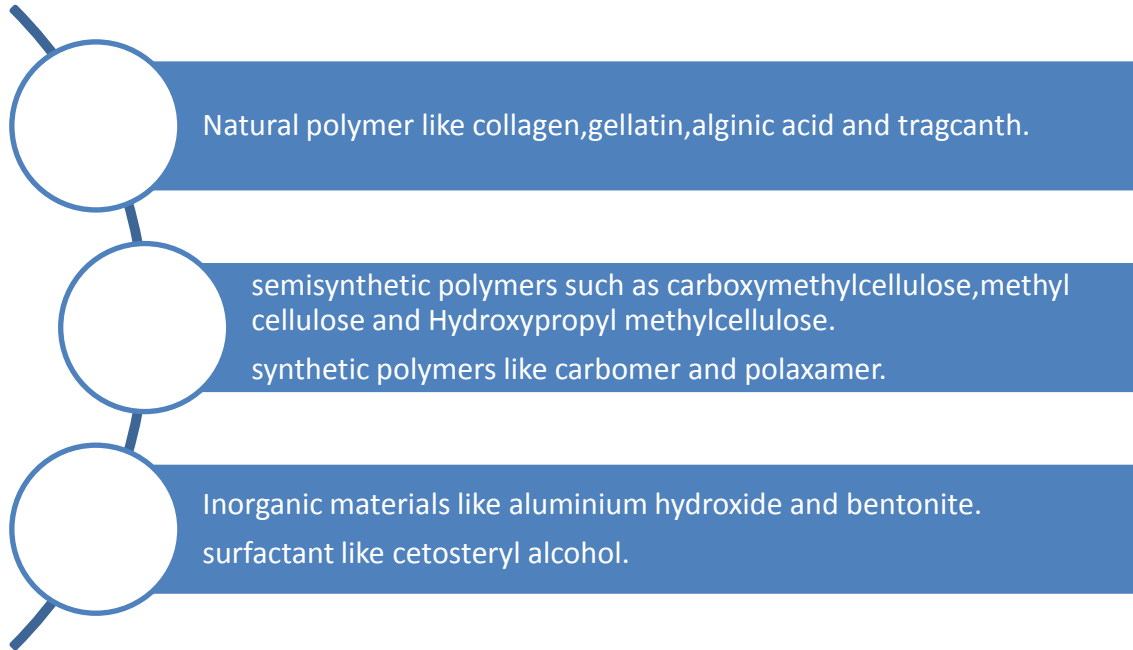 Natural polymer like collagen,gellatin,alginic acid and tragcanth.
semisynthetic polymers such as carboxymethylcellulose,methyl
cellulose and Hydroxypropyl methylcellulose.
synthetic polymers like carbomer and polaxamer.
Inorganic materials like aluminium hydroxide and bentonite.
surfactant like cetosteryl alcohol.